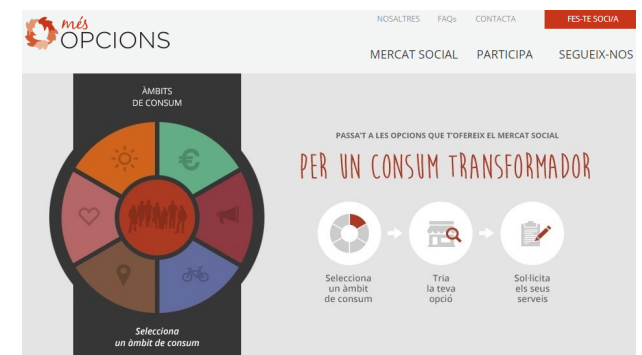 més
OPCIONS
NOSALTRES FAQs CONTACTA FES-TE SOCI/A
MERCAT SOCIAL PARTICIPA SEGUEIX-NOS
ÀMBITS
DE CONSUM
€
Selecciona
un àmbit de consum
PASSA'T A LES OPCIONS QUE T'OFEREIX EL MERCAT SOCIAL
PER UN CONSUM TRANSFORMADOR
Selecciona
un àmbit
de consum
Tria
la teva
opció
Sol·licita
els seus
serveis